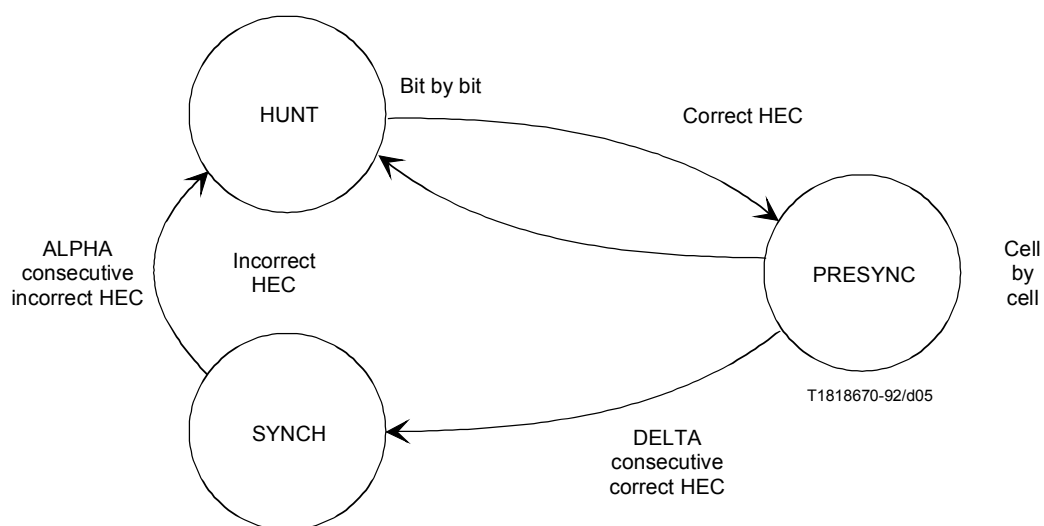 HUNT
Bit by bit
Correct HEC
ALPHA
consecutive
incorrect HEC
Incorrect
HEC
PRESYNC
Cell
by
cell
T1818670-92/d05
SYNCH
DELTA
consecutive
correct HEC